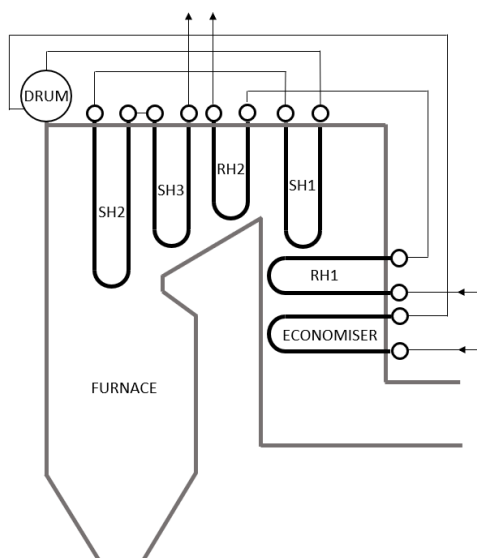 DRUM
RH2
SH3
SH1
SH2
RH1
ECONOMISER
FURNACE